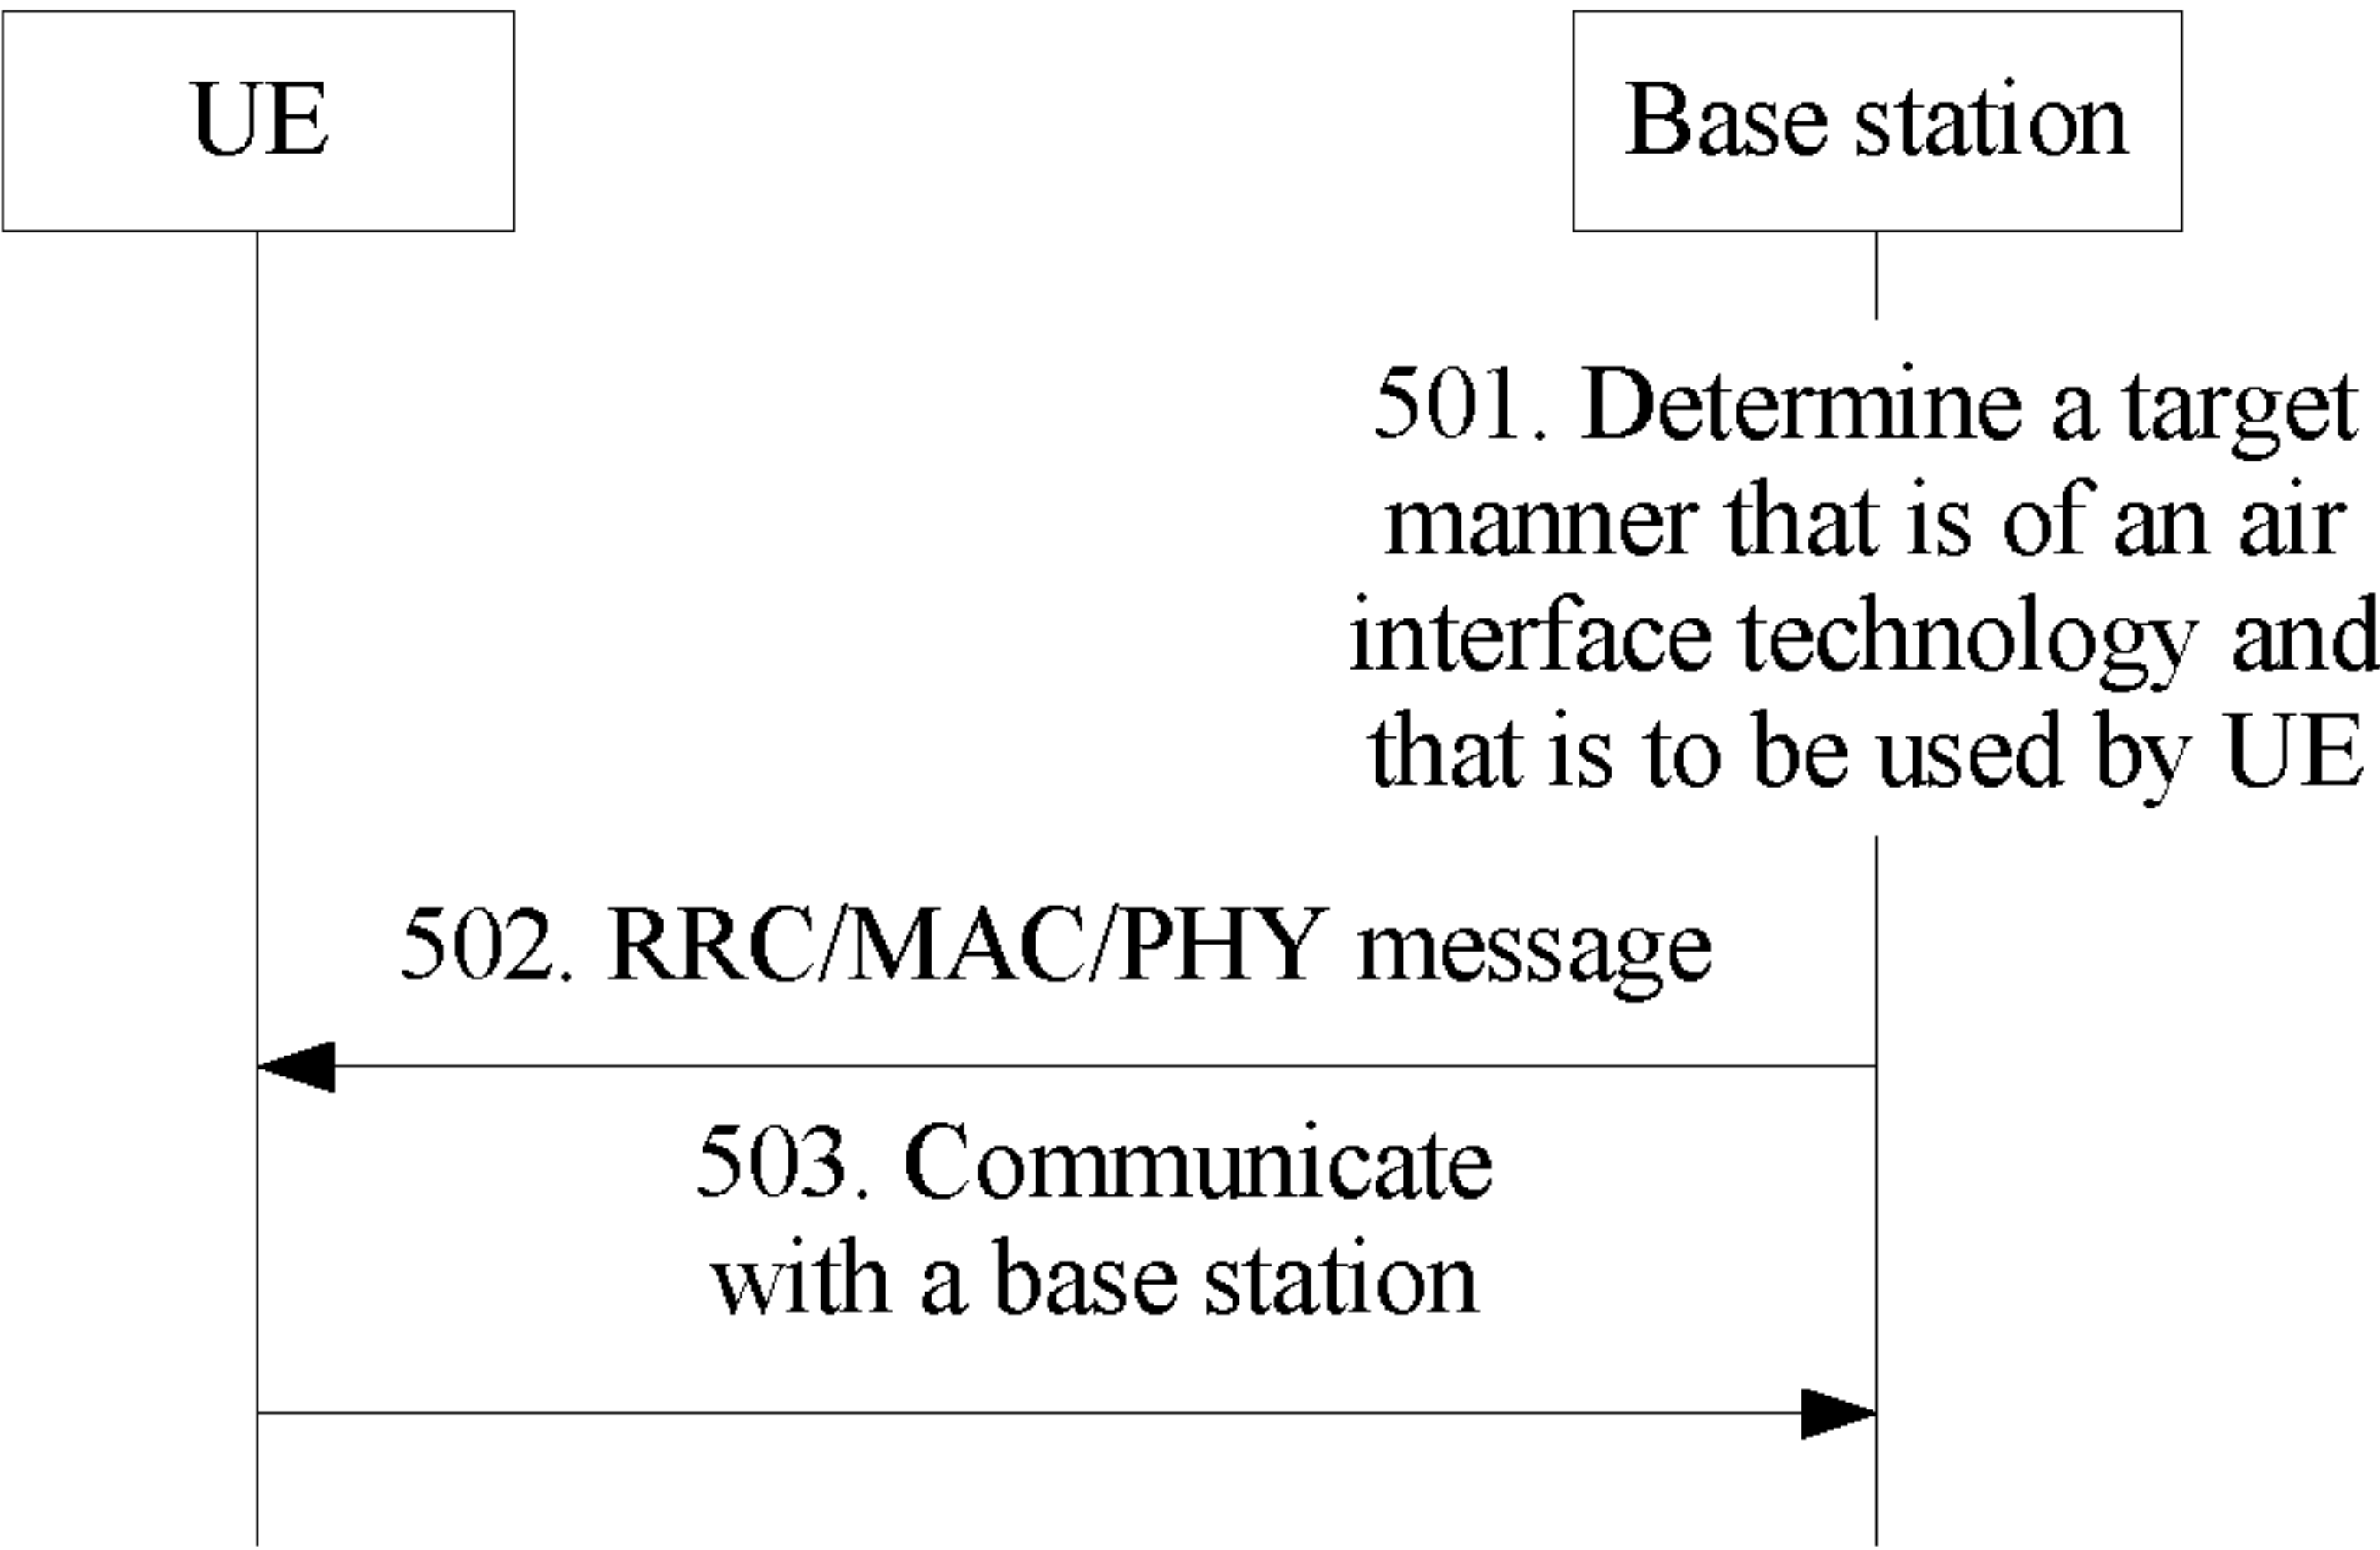 UE
Base station
501. Determine a target
manner that is of an air
interface technology and
that is to be used by UE
502. RRC/MAC/PHY message
503. Communicate
with a base station